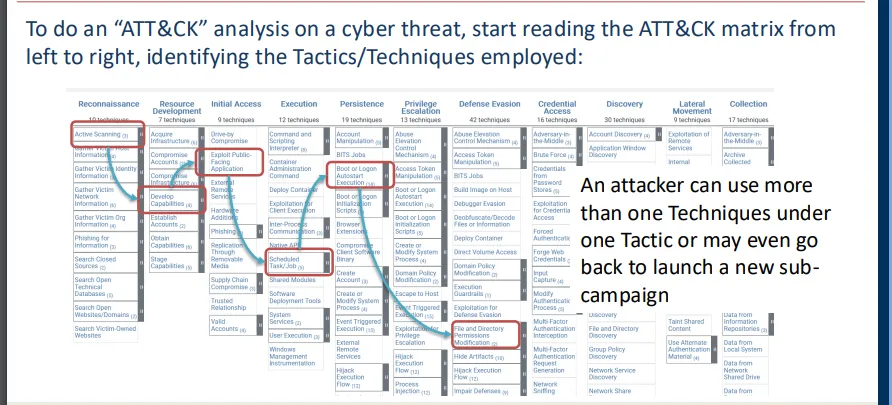 To do an “ATT&CK” analysis on a cyber threat, start reading the ATT&CK matrix from
left to right, identifying the Tactics/Techniques employed:
Reconnaissance
10 techniques
Active Scanning (3)
Gather Victim Host
Information (4)
Gather Victim Identity
Information (3)
Gather Victim
Network
Information (6)
Gather Victim Org
Information (4)
Phishing for
Information (3)
Search Closed
Sources (2)
Search Open
Technical
Databases (5)
Search Open
Websites/Domains (2)
Search Victim-Owned
Websites
Resource
Development
7 techniques
Acquire
Infrastructure (6)
Compromise
Accounts
Compromise
Infrastructure
Develop
Capabilities (4)
Establish
Accounts (2)
Obtain
Capabilities (6)
Stage
Capabilities (5)
Initial Access
9 techniques
Drive-by
Compromise
Exploit Public-
Facing
Application
External
Remote
Services
Hardware
Additions
Phishing
Replication
Through
Removable
Media
Supply Chain
Compromise (3)
Trusted
Relationship
Valid
Accounts (4)
Execution
12 techniques
Command and
Scripting
Interpreter (8)
Container
Administration
Command
Deploy Container
Exploitation for
Client Execution
Inter-Process
Communication (3)
Native API
Scheduled
Task/Job (5)
Shared Modules
Software
Deployment Tools
System
Services (2)
User Execution (3)
Windows
Management
Instrumentation
Persistence
19 techniques
Account
Manipulation (5)
BITS Jobs
Boot or Logon
Autostart
Execution (14)
Boot or Logon
Initialization
Scripts
Browser
Extensions
Compromise
Client Software
Binary
Create
Account (3)
Create or
Modify System
Process (4)
Event Triggered
Execution (15)
External
Remote
Services
Hijack
Execution
Flow (12)
Privilege
Escalation
13 techniques
Abuse
Elevation
Control
Mechanism (4)
Access Token
Manipulation (5)
Boot or Logon
Autostart
Execution (14)
Boot or Logon
Initialization
Scripts (5)
Create or
Modify System
Process (4)
Domain Policy
Modification (2)
Escape to Host
Event Triggered
Execution (15)
Exploitation for
Privilege
Escalation
Hijack
Execution
Flow (12)
Process
Injection (12)
Defense Evasion
42 techniques
Abuse Elevation
Control Mechanism (4)
Access Token
Manipulation (5)
BITS Jobs
Build Image on Host
Debugger Evasion
Deobfuscate/Decode
Files or Information
Deploy Container
Direct Volume Access
Domain Policy
Modification (2)
Execution
Guardrails (1)
Exploitation for
Defense Evasion
File and Directory
Permissions
Modification (2)
Hide Artifacts (10)
Hijack Execution
Flow (12)
Impair Defenses (9)
Credential
Access
16 techniques
Adversary-in-
the-Middle (3)
Brute Force (4)
Credentials
from
Password
Stores (5)
Exploitation
for Credential
Access
Forced
Forge Web
Input
Capture (4)
Modify
Process (5)
Multi-Factor
Authentication
Interception
Multi-Factor
Authentication
Request
Generation
Network
Sniffing
Discovery
30 techniques
Account Discovery (4)
Application Window
Discovery
Discovery
File and Directory
Discovery
Group Policy
Discovery
Network Service
Discovery
Network Share
Lateral
Movement
9 techniques
Exploitation of
Remote
Services
Internal
Taint Shared
Content
Use Alternate
Authentication
Material (4)
Collection
17 techniques
Adversary-in-
the-Middle (3)
Archive
Collected
Data from
Information
Repositories (3)
Data from
Local System
Data from
Network
Shared Drive
Data from
An attacker can use more
than one Techniques under
one Tactic or may even go
back to launch a new sub-
campaign